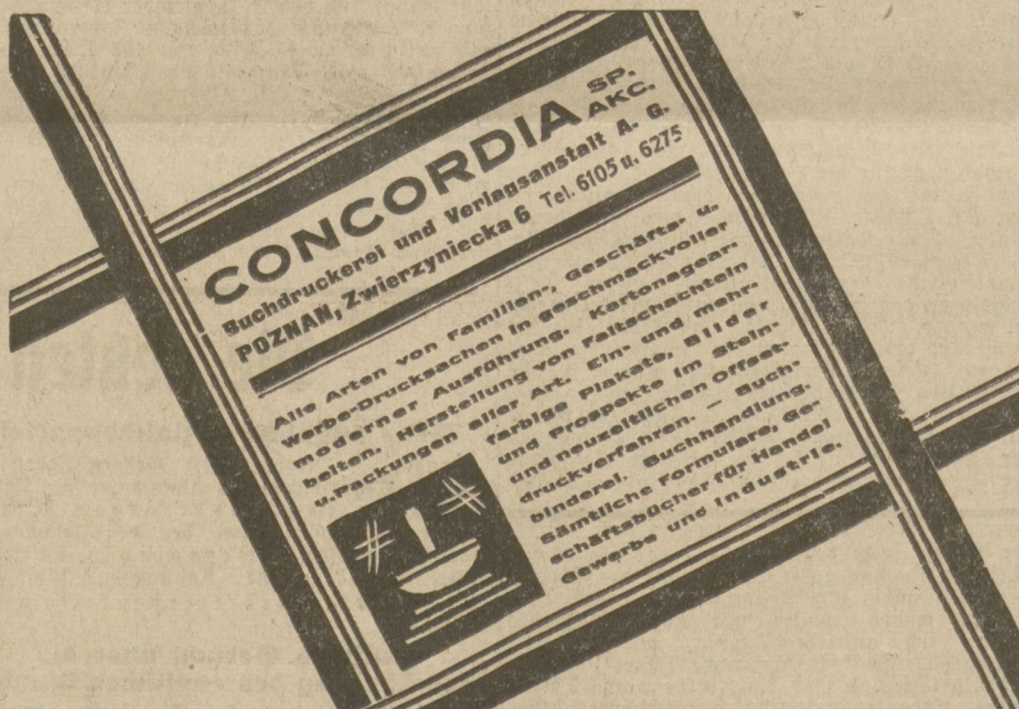 CONCORDIA SP. AKC.
Buchdruckerei und Verlagsanstalt A. G.
POZNAN, Zwierzyniecka 6 Tel. 6105 u. 6275
Alle Arten von Familien-, Geschäfts- u.
Werbe-Drucksachen in geschmackvoller
moderner Ausführung. Kartonagear-
beiten, Herstellung von Faltschachteln
u. Packungen aller Art. Ein- und mehr-
farbige Plakate, Bilder
und Prospekte im Stein-
und neuzeitlichen Offset-
druckverfahren. — Buch-
binderei. Buchhandlung.
Sämtliche Formulare, Ge-
schäftsbücher für Handel
Gewerbe und Industrie.